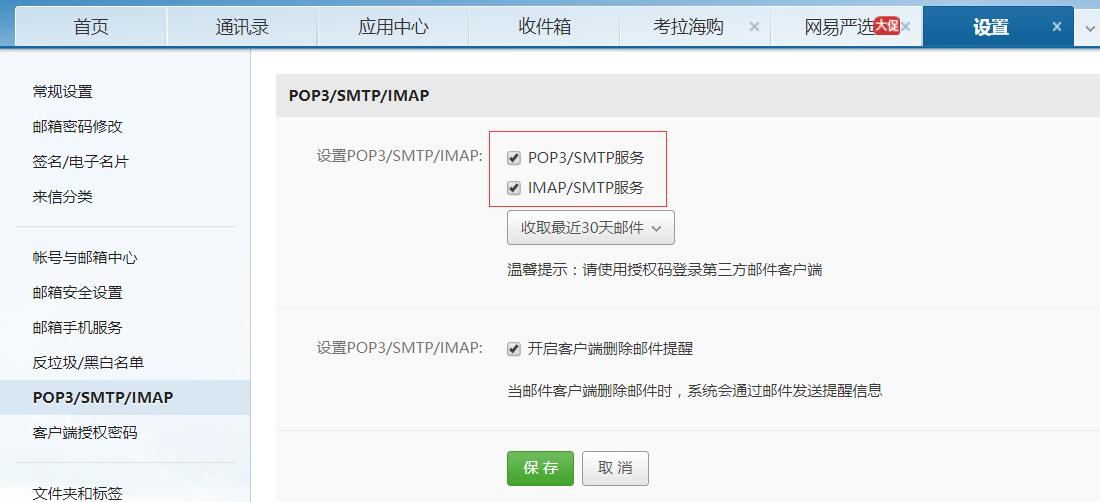 首页 通讯录 应用中心 收件箱 考拉海购 网易严选 大促 设置
常规设置
邮箱密码修改
签名/电子名片
来信分类
帐号与邮箱中心
邮箱安全设置
邮箱手机服务
反垃圾/黑白名单
POP3/SMTP/IMAP
客户端授权密码
文件夹和标签
POP3/SMTP/IMAP
设置POP3/SMTP/IMAP:
POP3/SMTP服务
IMAP/SMTP服务
收取最近30天邮件
温馨提示：请使用授权码登录第三方邮件客户端
设置POP3/SMTP/IMAP:
开启客户端删除邮件提醒
当邮件客户端删除邮件时，系统会通过邮件发送提醒信息
保 存 取 消